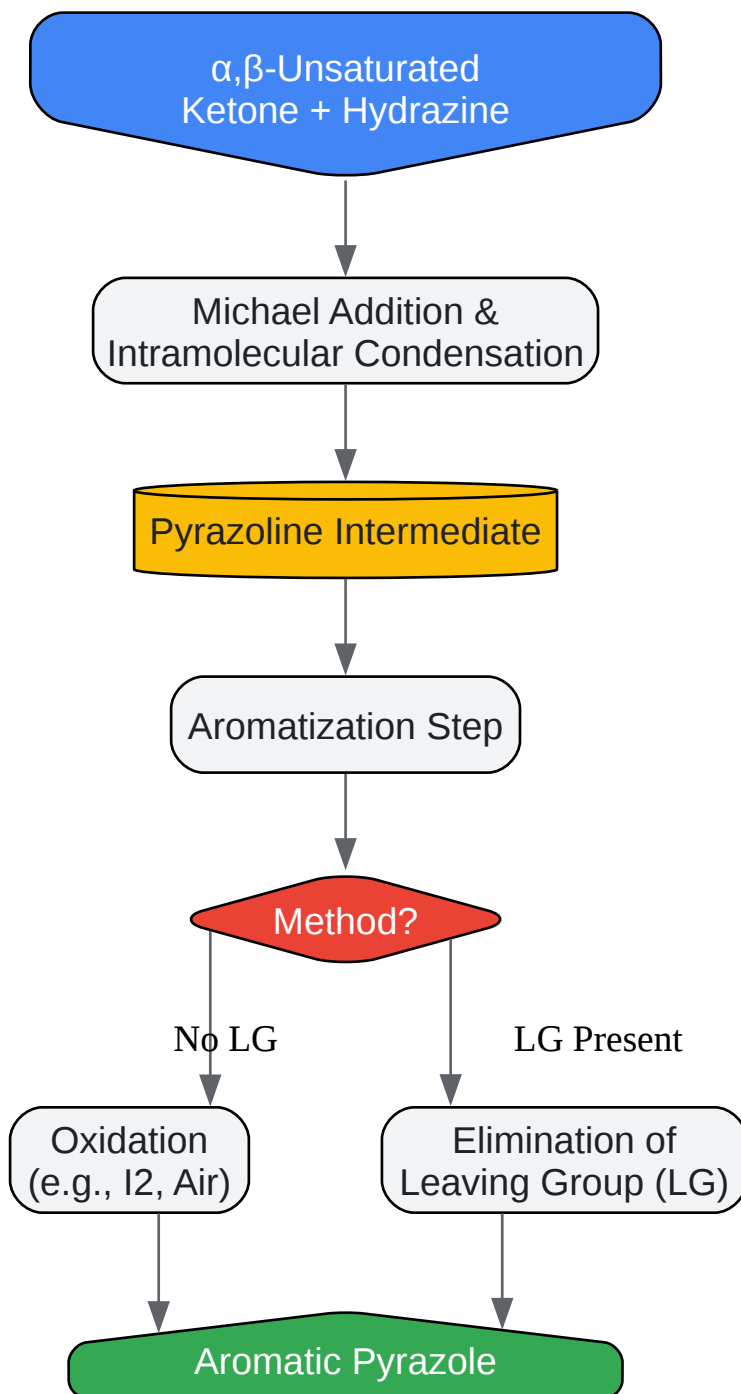 α,β-Unsaturated
Ketone + Hydrazine
Michael Addition &
Intramolecular Condensation
Pyrazoline Intermediate
Aromatization Step
Method?
No LG
LG Present
Oxidation
(e.g., I2, Air)
Elimination of
Leaving Group (LG)
Aromatic Pyrazole